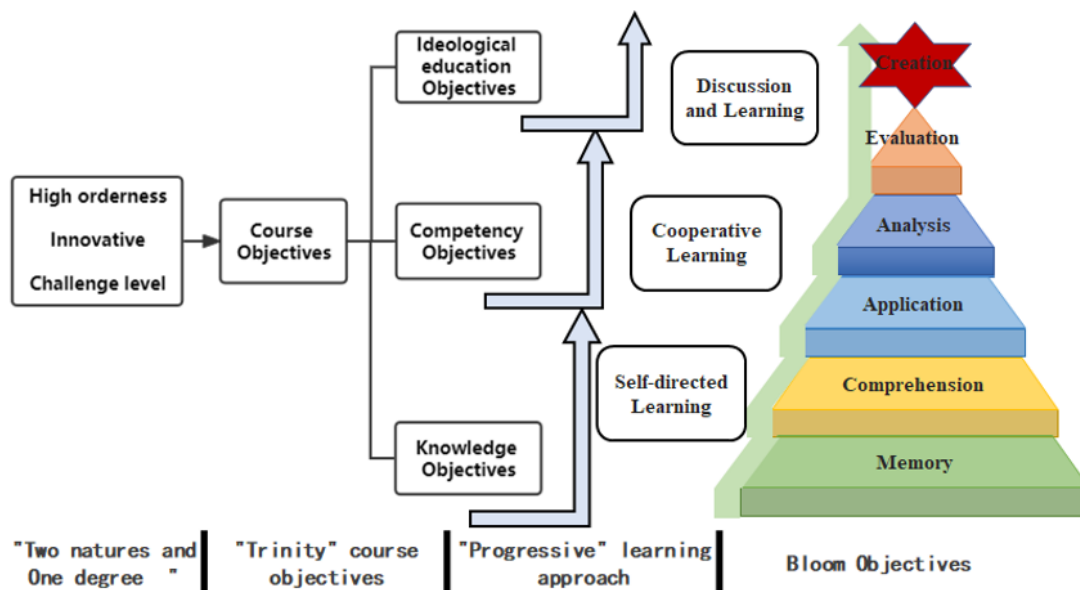 High orderness
Innovative
Challenge level
Course
Objectives
Ideological
education
Objectives
Competency
Objectives
Knowledge
Objectives
Discussion
and Learning
Cooperative
Learning
Self-directed
Learning
Creation
Evaluation
Analysis
Application
Comprehension
Memory
"Two natures and
One degree "
"Trinity" course
objectives
"Progressive" learning
approach
Bloom Objectives